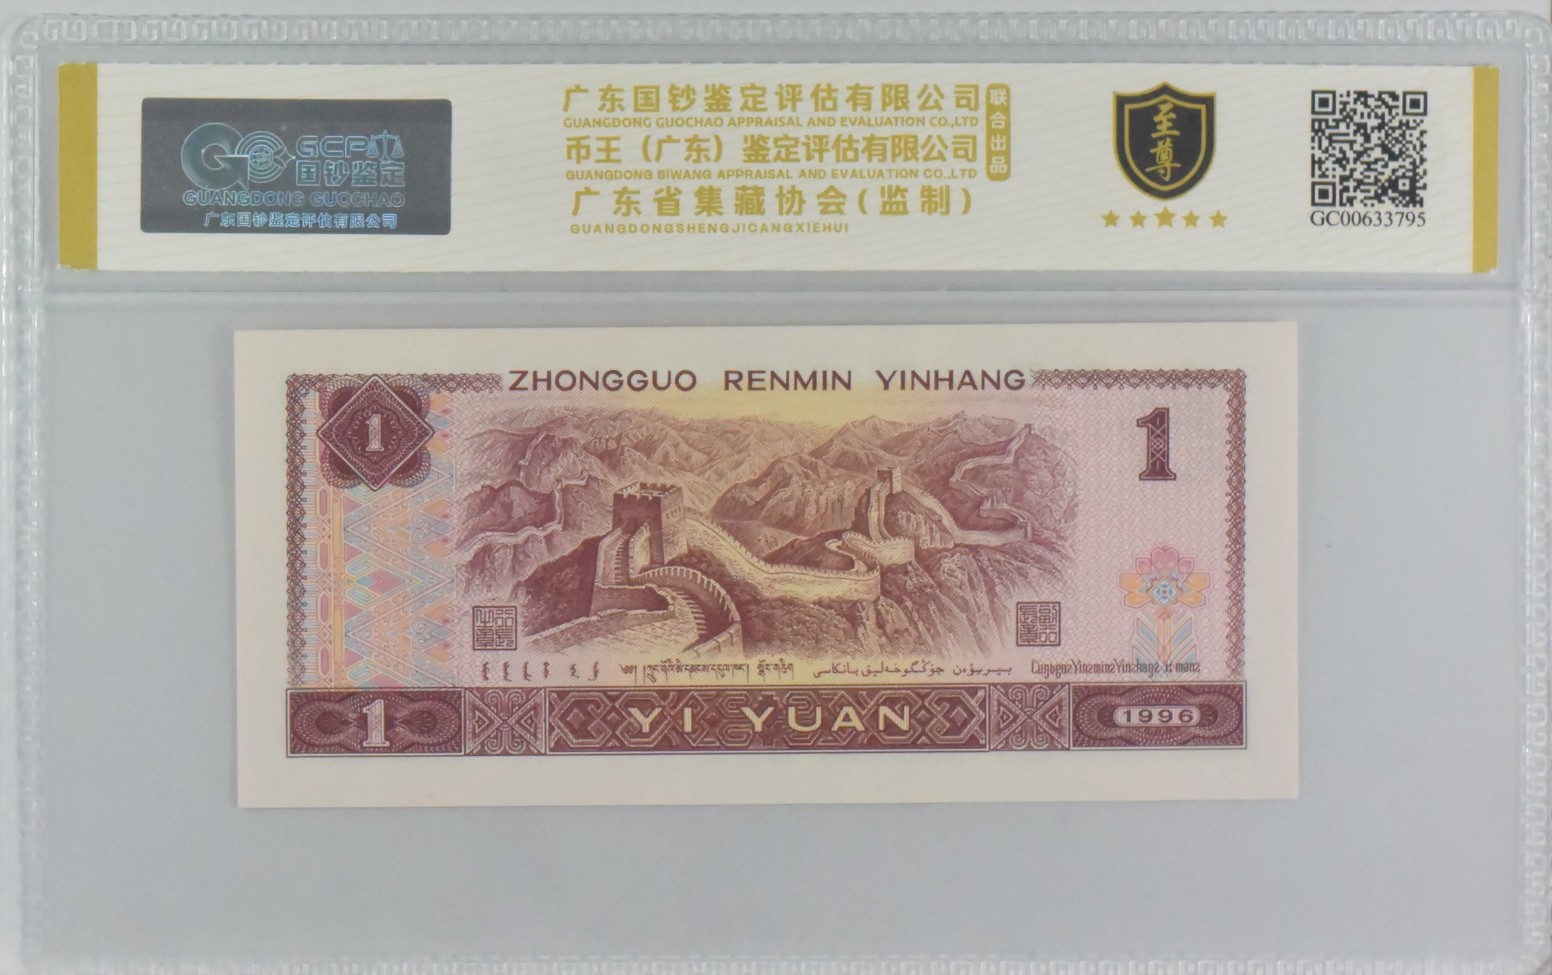 GCP
国钞鉴定
GUANGDONG GUOCHAO
广东国钞鉴定评估有限公司
广东国钞鉴定评估有限公司
GUANGDONG GUOCHAO APPRAISAL AND EVALUATION CO.,LTD
币王（广东）鉴定评估有限公司
GUANGDONG BIWANG APPRAISAL AND EVALUATION CO.,LTD
广东省集藏协会(监制)
GUANGDONGSHENGJICANGXIEHUI
联合出品
至尊
GC00633795
ZHONGGUO RENMIN YINHANG
1
1
1
YI YUAN
1996